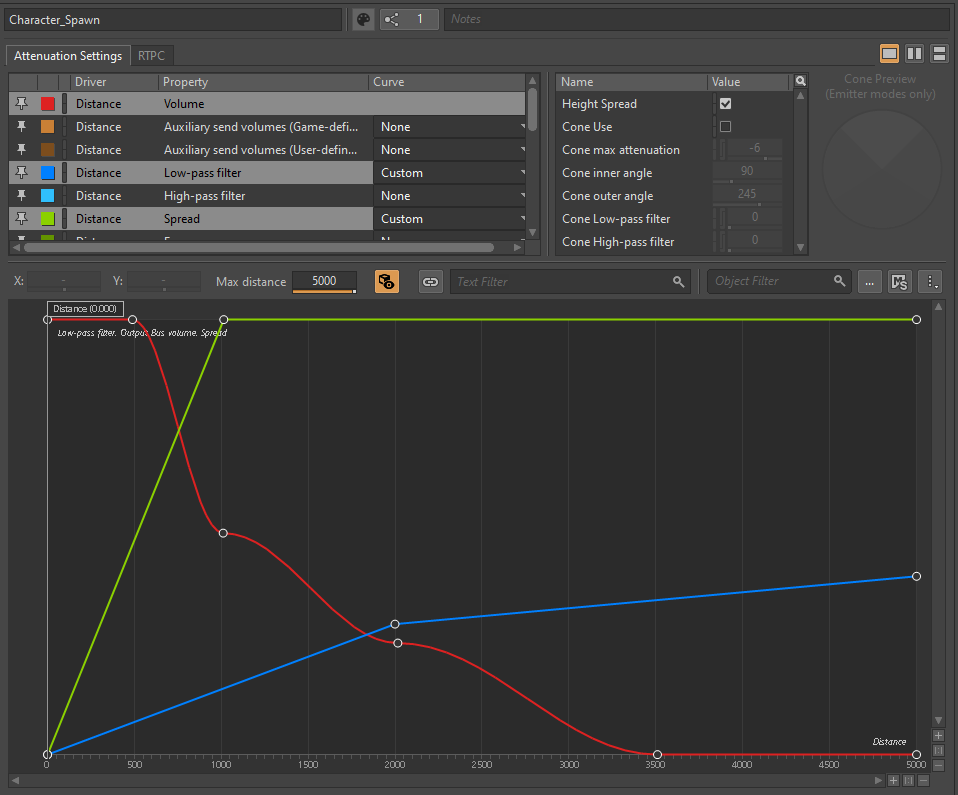 Character_Spawn 1 Notes
Attenuation Settings RTPC
Driver Property Curve
Distance Volume
Distance Auxiliary send volumes (Game-defi...
None
Distance Auxiliary send volumes (User-defin...
None
Distance Low-pass filter Custom
Distance High-pass filter None
Distance Spread Custom
Name Value
Height Spread
Cone Use
Cone max attenuation -6
Cone inner angle 90
Cone outer angle 245
Cone Low-pass filter 0
Cone High-pass filter 0
Cone Preview
(Emitter modes only)
X: - Y: - Max distance 5000 Text Filter Object Filter ...
Distance (0.000)
Low-pass filter. Output Bus volume. Spread
Distance
0 500 1000 1500 2000 2500 3000 3500 4000 4500 5000